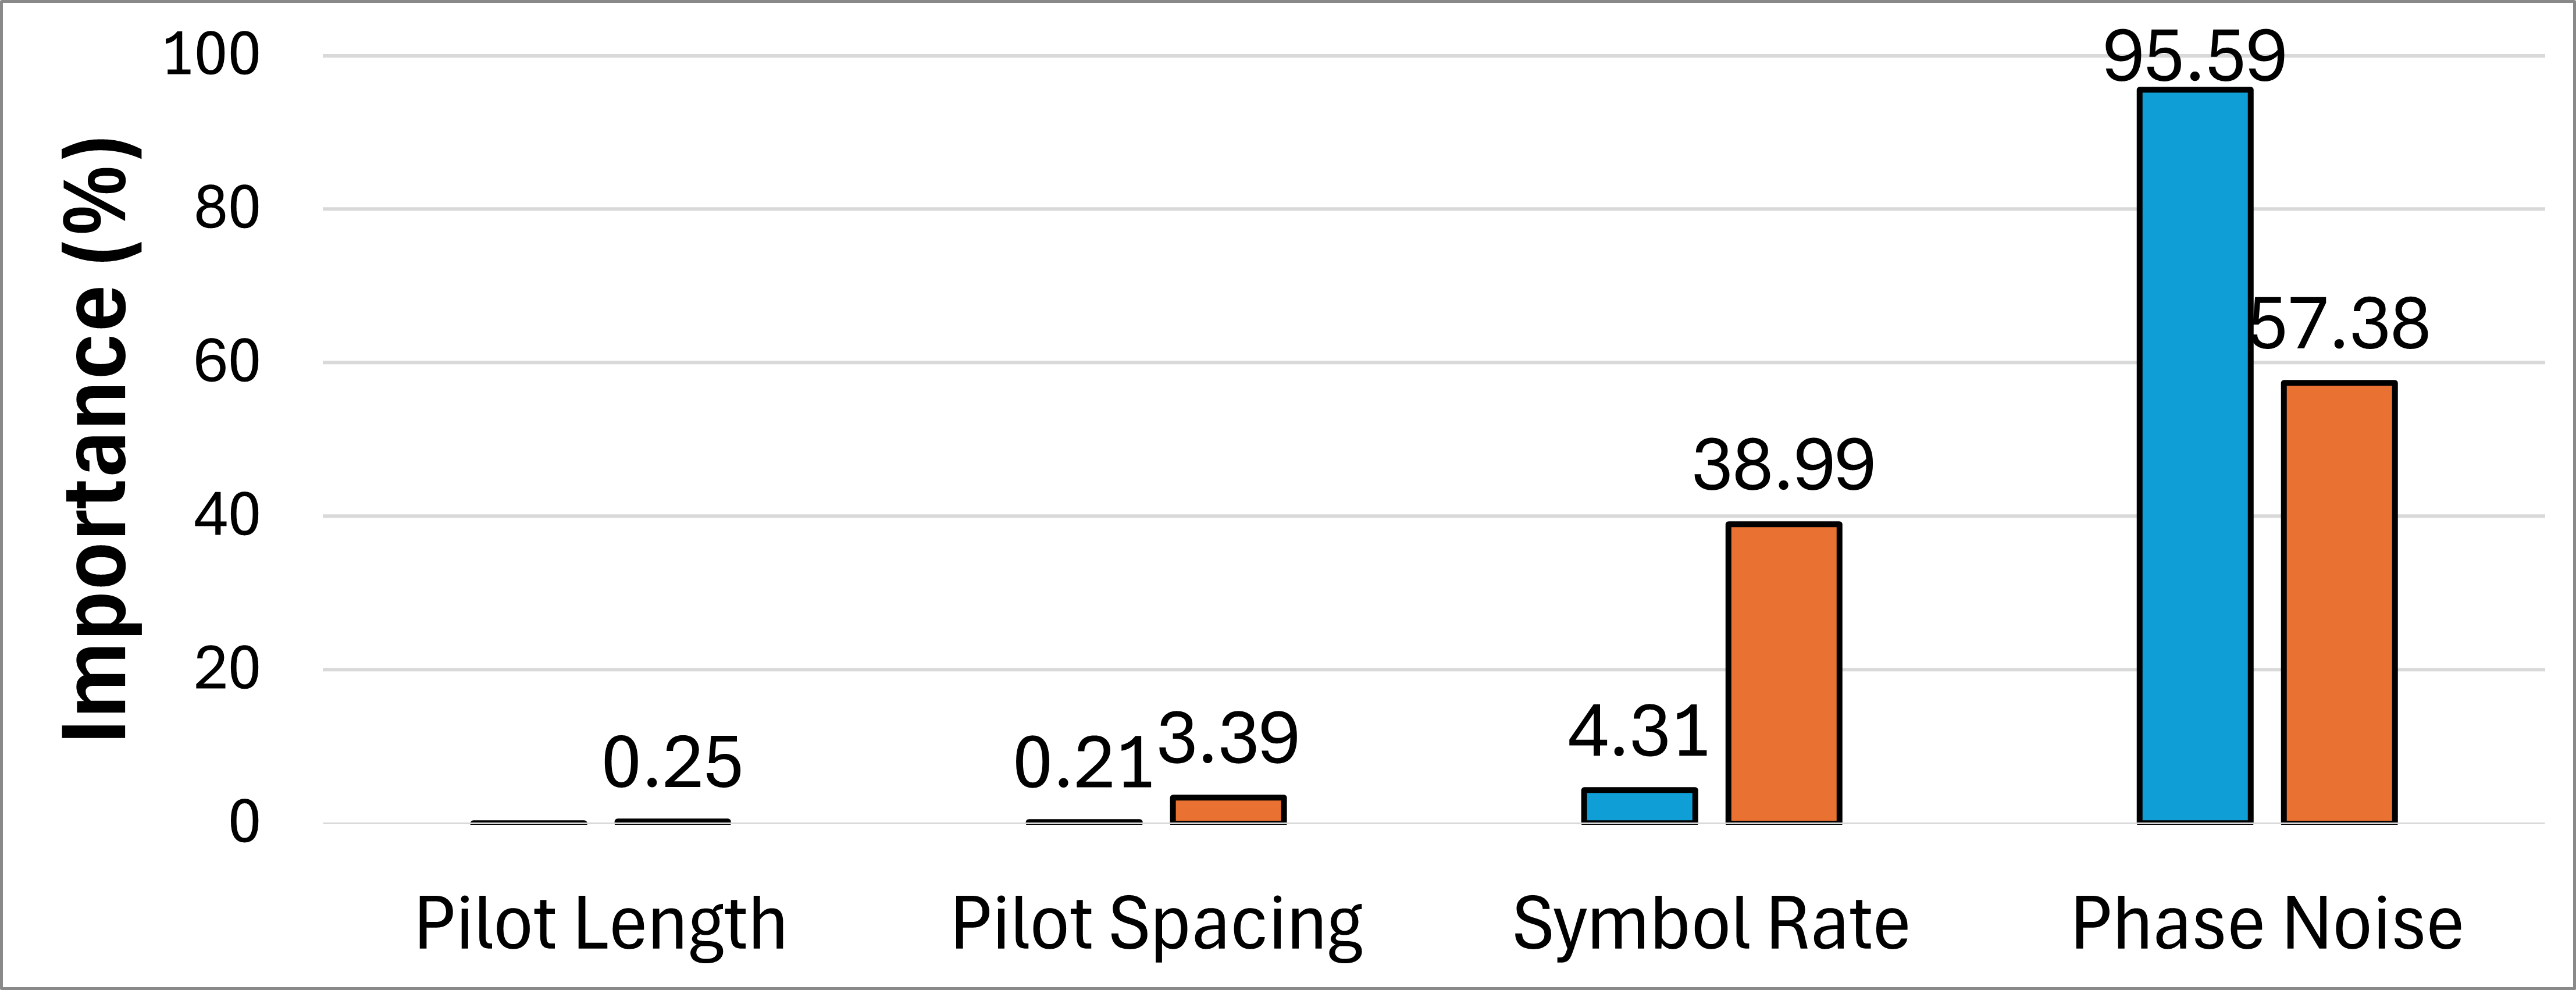 Importance (%)
100
80
60
40
20
0
0.25
0.21
3.39
4.31
38.99
95.59
57.38
Pilot Length
Pilot Spacing
Symbol Rate
Phase Noise